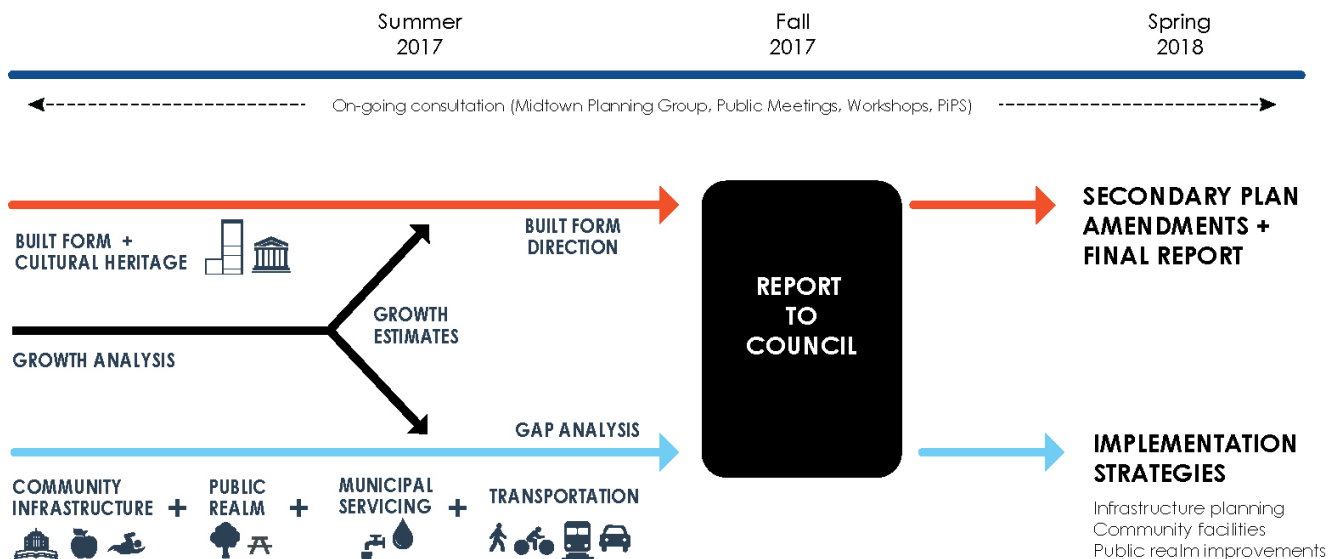 Summer
2017
Fall
2017
Spring
2018
On-going consultation (Midtown Planning Group, Public Meetings, Workshops, PiPS)
BUILT FORM +
CULTURAL HERITAGE
BUILT FORM
DIRECTION
SECONDARY PLAN
AMENDMENTS +
FINAL REPORT
GROWTH
ESTIMATES
GROWTH ANALYSIS
REPORT
TO
COUNCIL
GAP ANALYSIS
COMMUNITY
INFRASTRUCTURE
+
PUBLIC
REALM
+
MUNICIPAL
SERVICING
+
TRANSPORTATION
IMPLEMENTATION
STRATEGIES
Infrastructure planning
Community facilities
Public realm improvements